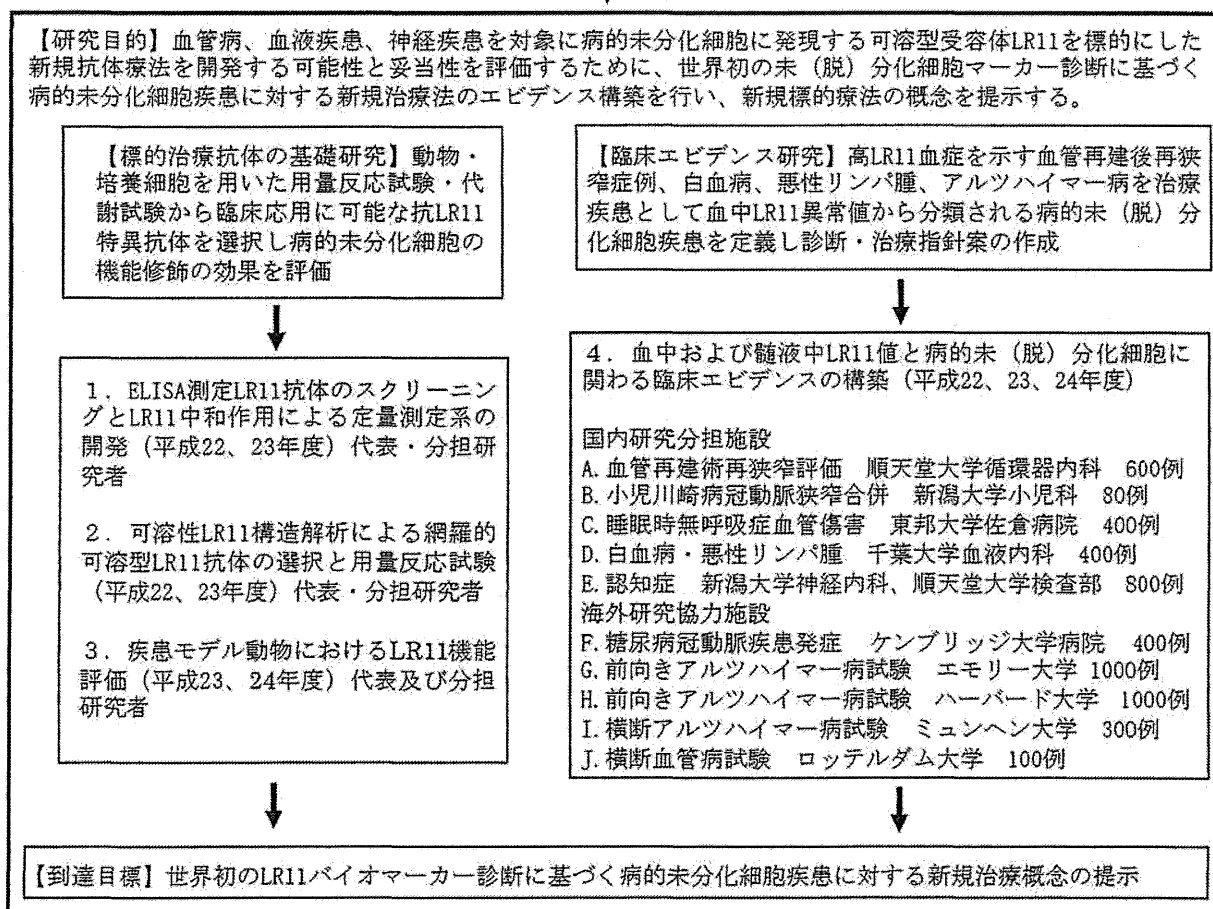 【研究目的】血管病、血液疾患、神経疾患を対象に病的未分化細胞に発現する可溶型受容体LR11を標的にした
新規抗体療法を開発する可能性と妥当性を評価するために、世界初の未（脱）分化細胞マーカー診断に基づく
病的未分化細胞疾患に対する新規治療法のエビデンス構築を行い、新規標的療法の概念を提示する。
【標的治療抗体の基礎研究】動物・
培養細胞を用いた用量反応試験・代
謝試験から臨床応用に可能な抗LR11
特異抗体を選択し病的未分化細胞の
機能修飾の効果を評価
1．ELISA測定LR11抗体のスクリーニン
グとLR11中和作用による定量測定系の
開発（平成22、23年度）代表・分担研
究者
2．可溶性LR11構造解析による網羅的
可溶型LR11抗体の選択と用量反応試験
（平成22、23年度）代表・分担研究者
3．疾患モデル動物におけるLR11機能
評価（平成23、24年度）代表及び分担
研究者
【臨床エビデンス研究】高LR11血症を示す血管再建後再狭
窄症例、白血病、悪性リンパ腫、アルツハイマー病を治療
疾患として血中LR11異常値から分類される病的未（脱）分
化細胞疾患を定義し診断・治療指針案の作成
4．血中および髄液中LR11値と病的未（脱）分化細胞に
関わる臨床エビデンスの構築（平成22、23、24年度）
国内研究分担施設
A.血管再建術再狭窄評価 順天堂大学循環器内科 600例
B.小児川崎病冠動脈狭窄合併 新潟大学小児科 80例
C.睡眠時無呼吸症血管傷害 東邦大学佐倉病院 400例
D.白血病・悪性リンパ腫 千葉大学血液内科 400例
E.認知症 新潟大学神経内科、順天堂大学検査部 800例
海外研究協力施設
F.糖尿病冠動脈疾患発症 ケンブリッジ大学病院 400例
G.前向きアルツハイマー病試験 エモリー大学 1000例
H.前向きアルツハイマー病試験 ハーバード大学 1000例
I.横断アルツハイマー病試験 ミュンヘン大学 300例
J.横断血管病試験 ロッテルダム大学 100例
【到達目標】世界初のLR11バイオマーカー診断に基づく病的未分化細胞疾患に対する新規治療概念の提示